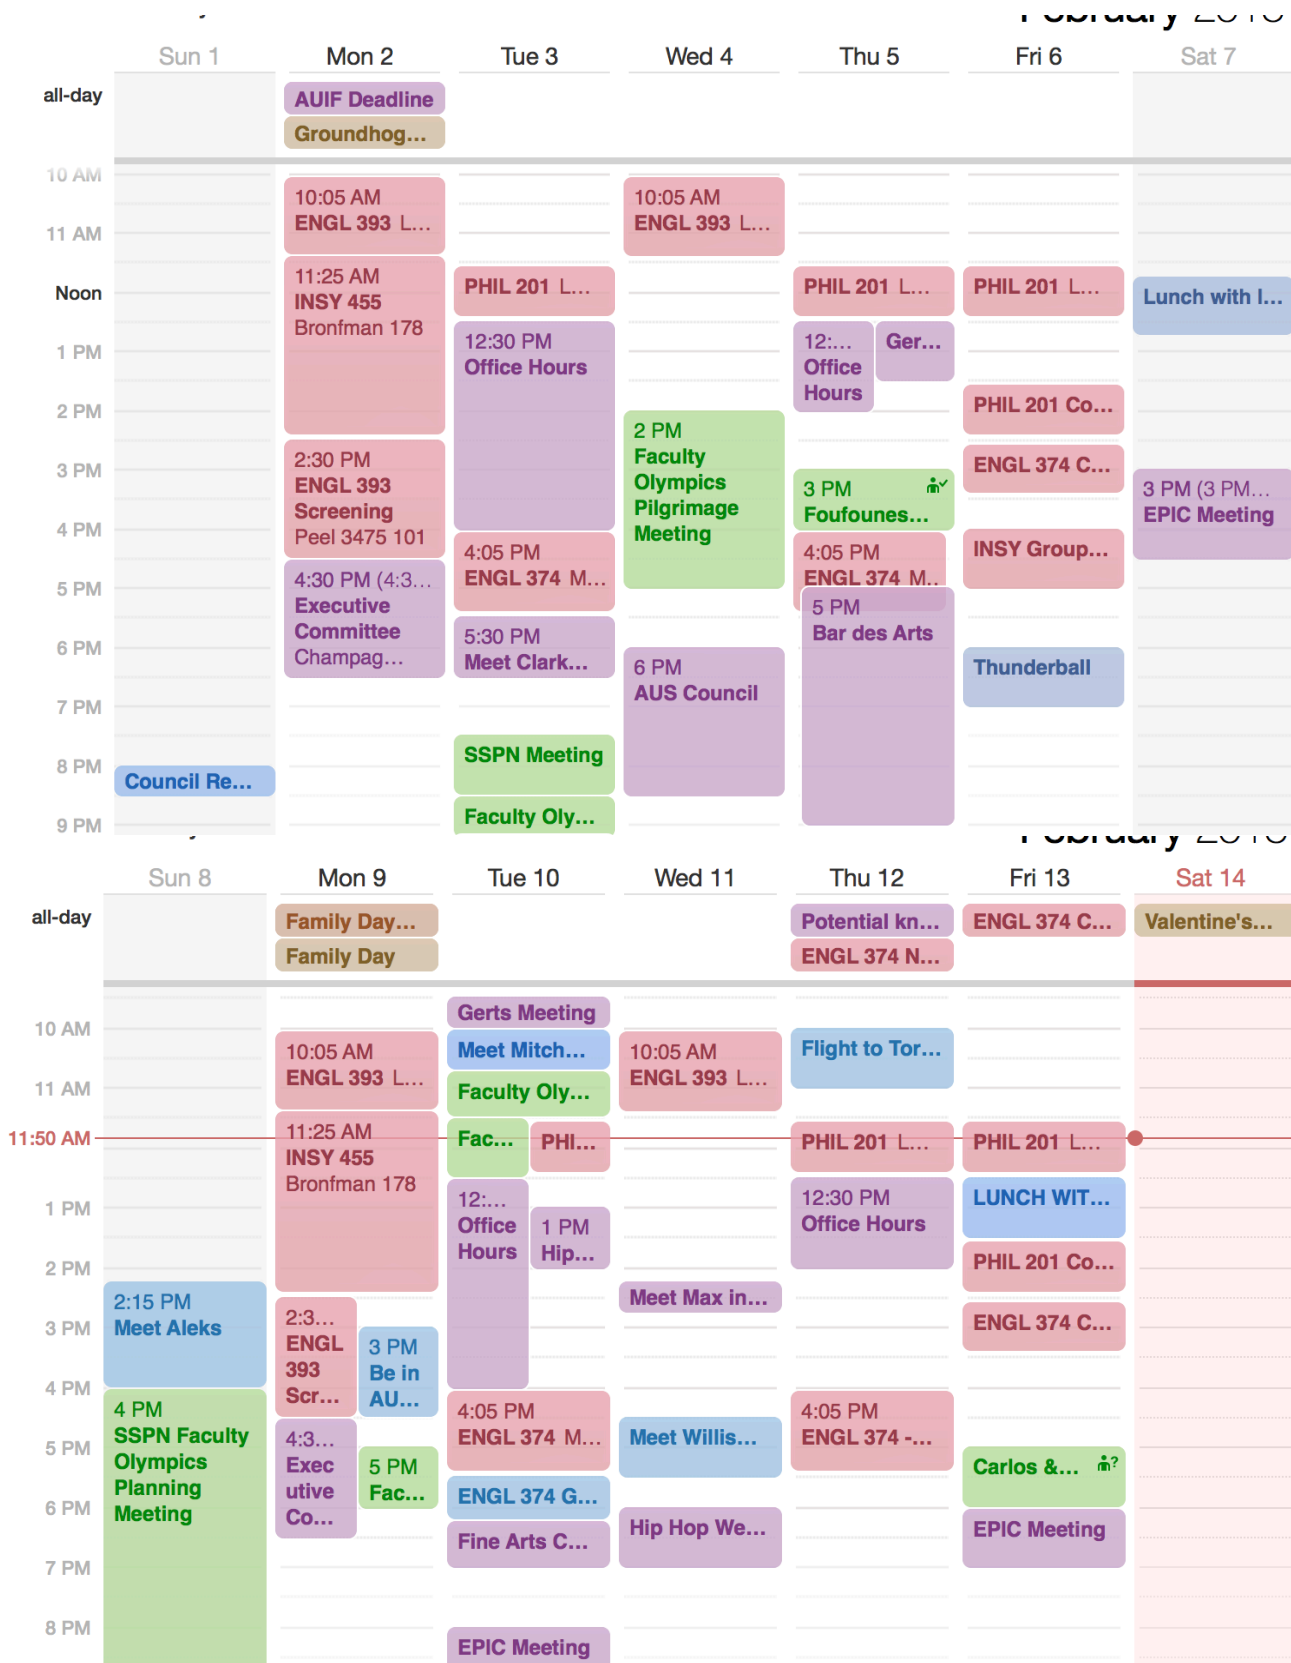 February
Sun 1 Mon 2 Tue 3 Wed 4 Thu 5 Fri 6 Sat 7
all-day
AUIF Deadline
Groundhog...
10 AM
11 AM
Noon
1 PM
2 PM
3 PM
4 PM
5 PM
6 PM
7 PM
8 PM
9 PM
Council Re...
10:05 AM
ENGL 393 L...
11:25 AM
INSY 455
Bronfman 178
2:30 PM
ENGL 393
Screening
Peel 3475 101
4:30 PM (4:3...
Executive
Committee
Champag...
PHIL 201 L...
12:30 PM
Office Hours
4:05 PM
ENGL 374 M...
5:30 PM
Meet Clark...
SSPN Meeting
Faculty Oly...
10:05 AM
ENGL 393 L...
2 PM
Faculty
Olympics
Pilgrimage
Meeting
6 PM
AUS Council
PHIL 201 L...
12:...
Office
Hours
Ger...
3 PM
Foufounes...
4:05 PM
ENGL 374 M..
5 PM
Bar des Arts
PHIL 201 L...
PHIL 201 Co...
ENGL 374 C...
INSY Group...
Thunderball
Lunch with I...
3 PM (3 PM...
EPIC Meeting
February
Sun 8 Mon 9 Tue 10 Wed 11 Thu 12 Fri 13 Sat 14
all-day
Family Day...
Family Day
Potential kn...
ENGL 374 N...
ENGL 374 C...
Valentine's...
10 AM
11 AM
11:50 AM
1 PM
2 PM
3 PM
4 PM
5 PM
6 PM
7 PM
8 PM
2:15 PM
Meet Aleks
4 PM
SSPN Faculty
Olympics
Planning
Meeting
10:05 AM
ENGL 393 L...
11:25 AM
INSY 455
Bronfman 178
2:3...
ENGL
393
Scr...
3 PM
Be in
AU...
4:3...
Exec
utive
Co...
5 PM
Fac...
Gerts Meeting
Meet Mitch...
Faculty Oly...
Fac...
PHI...
12:...
Office
Hours
1 PM
Hip...
4:05 PM
ENGL 374 M...
ENGL 374 G...
Fine Arts C...
EPIC Meeting
10:05 AM
ENGL 393 L...
Meet Max in...
Meet Willis...
Hip Hop We...
Flight to Tor...
PHIL 201 L...
12:30 PM
Office Hours
4:05 PM
ENGL 374 -...
PHIL 201 L...
LUNCH WIT...
PHIL 201 Co...
ENGL 374 C...
Carlos &...
EPIC Meeting